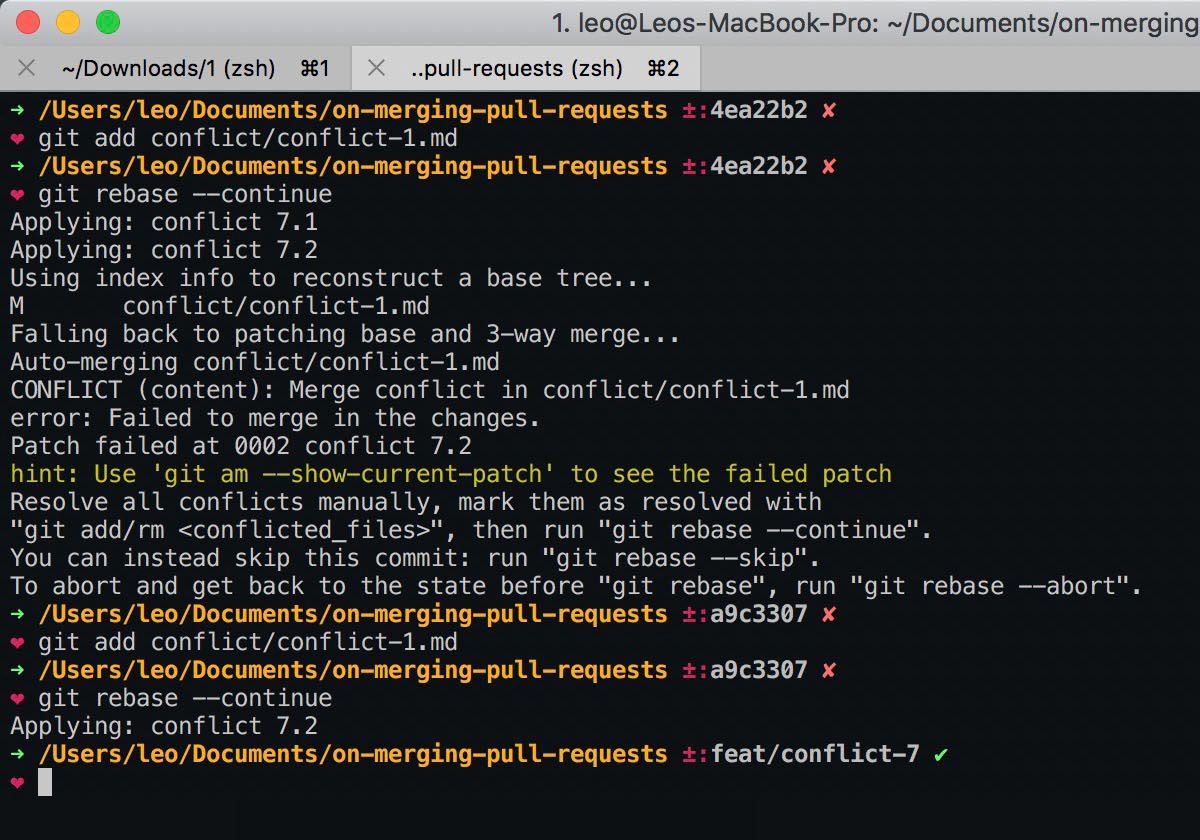 1. leo@Leos-MacBook-Pro: ~/Documents/on-merging
~/Downloads/1 (zsh) ⌘1 ..pull-requests (zsh) ⌘2
➜ /Users/leo/Documents/on-merging-pull-requests ±:4ea22b2 ✘
❤ git add conflict/conflict-1.md
➜ /Users/leo/Documents/on-merging-pull-requests ±:4ea22b2 ✘
❤ git rebase --continue
Applying: conflict 7.1
Applying: conflict 7.2
Using index info to reconstruct a base tree...
M       conflict/conflict-1.md
Falling back to patching base and 3-way merge...
Auto-merging conflict/conflict-1.md
CONFLICT (content): Merge conflict in conflict/conflict-1.md
error: Failed to merge in the changes.
Patch failed at 0002 conflict 7.2
hint: Use 'git am --show-current-patch' to see the failed patch
Resolve all conflicts manually, mark them as resolved with
"git add/rm <conflicted_files>", then run "git rebase --continue".
You can instead skip this commit: run "git rebase --skip".
To abort and get back to the state before "git rebase", run "git rebase --abort".
➜ /Users/leo/Documents/on-merging-pull-requests ±:a9c3307 ✘
❤ git add conflict/conflict-1.md
➜ /Users/leo/Documents/on-merging-pull-requests ±:a9c3307 ✘
❤ git rebase --continue
Applying: conflict 7.2
➜ /Users/leo/Documents/on-merging-pull-requests ±:feat/conflict-7 ✔
❤